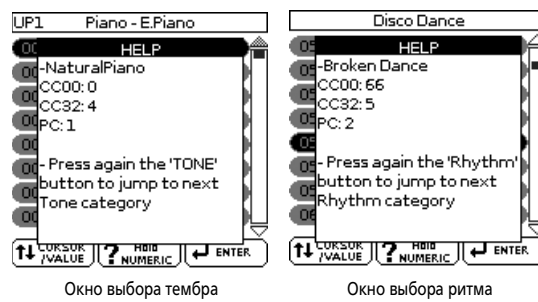 UP1 Piano - E.Piano
HELP
-NaturalPiano
CC00: 0
CC32: 4
PC: 1
- Press again the 'TONE'
button to jump to next
Tone category
CURSOR
/VALUE
? Hold
NUMERIC
ENTER
Окно выбора тембра
Disco Dance
HELP
-Broken Dance
CC00: 66
CC32: 5
PC: 2
- Press again the 'Rhythm'
button to jump to next
Rhythm category
CURSOR
/VALUE
? Hold
NUMERIC
ENTER
Окно выбора ритма